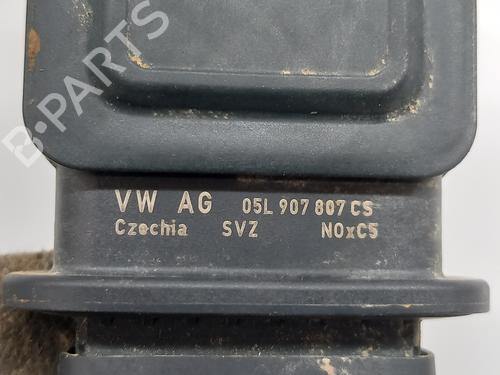 B-PARTS
VW AG 05L 907 807 CS
Czechia SVZ NOxC5